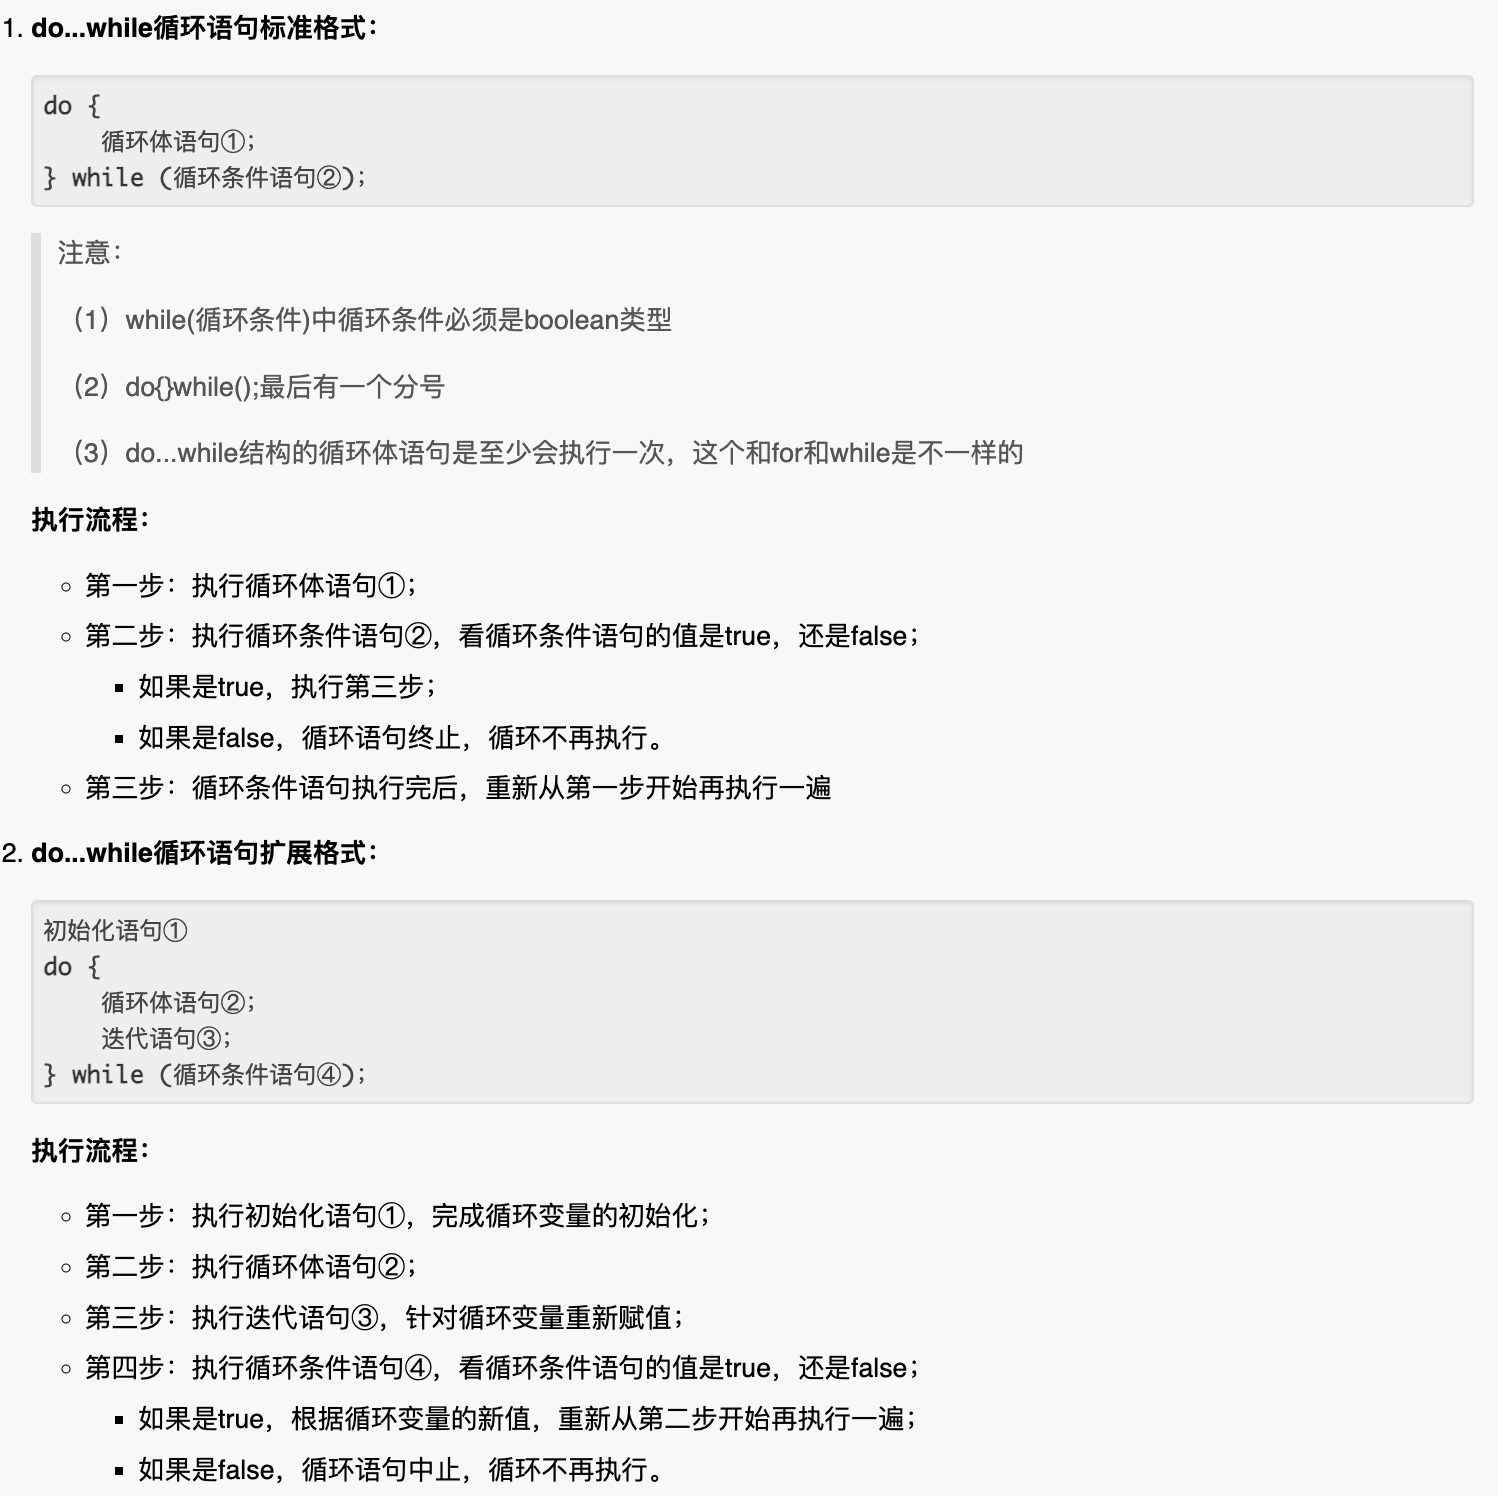 1. do...while循环语句标准格式：
do {
    循环体语句①；
} while (循环条件语句②)；
注意：
（1）while(循环条件)中循环条件必须是boolean类型
（2）do{}while();最后有一个分号
（3）do...while结构的循环体语句是至少会执行一次，这个和for和while是不一样的
执行流程：
第一步：执行循环体语句①；
第二步：执行循环条件语句②，看循环条件语句的值是true，还是false；
如果是true，执行第三步；
如果是false，循环语句终止，循环不再执行。
第三步：循环条件语句执行完后，重新从第一步开始再执行一遍
2. do...while循环语句扩展格式：
初始化语句①
do {
    循环体语句②；
    迭代语句③；
} while (循环条件语句④)；
执行流程：
第一步：执行初始化语句①，完成循环变量的初始化；
第二步：执行循环体语句②；
第三步：执行迭代语句③，针对循环变量重新赋值；
第四步：执行循环条件语句④，看循环条件语句的值是true，还是false；
如果是true，根据循环变量的新值，重新从第二步开始再执行一遍；
如果是false，循环语句中止，循环不再执行。